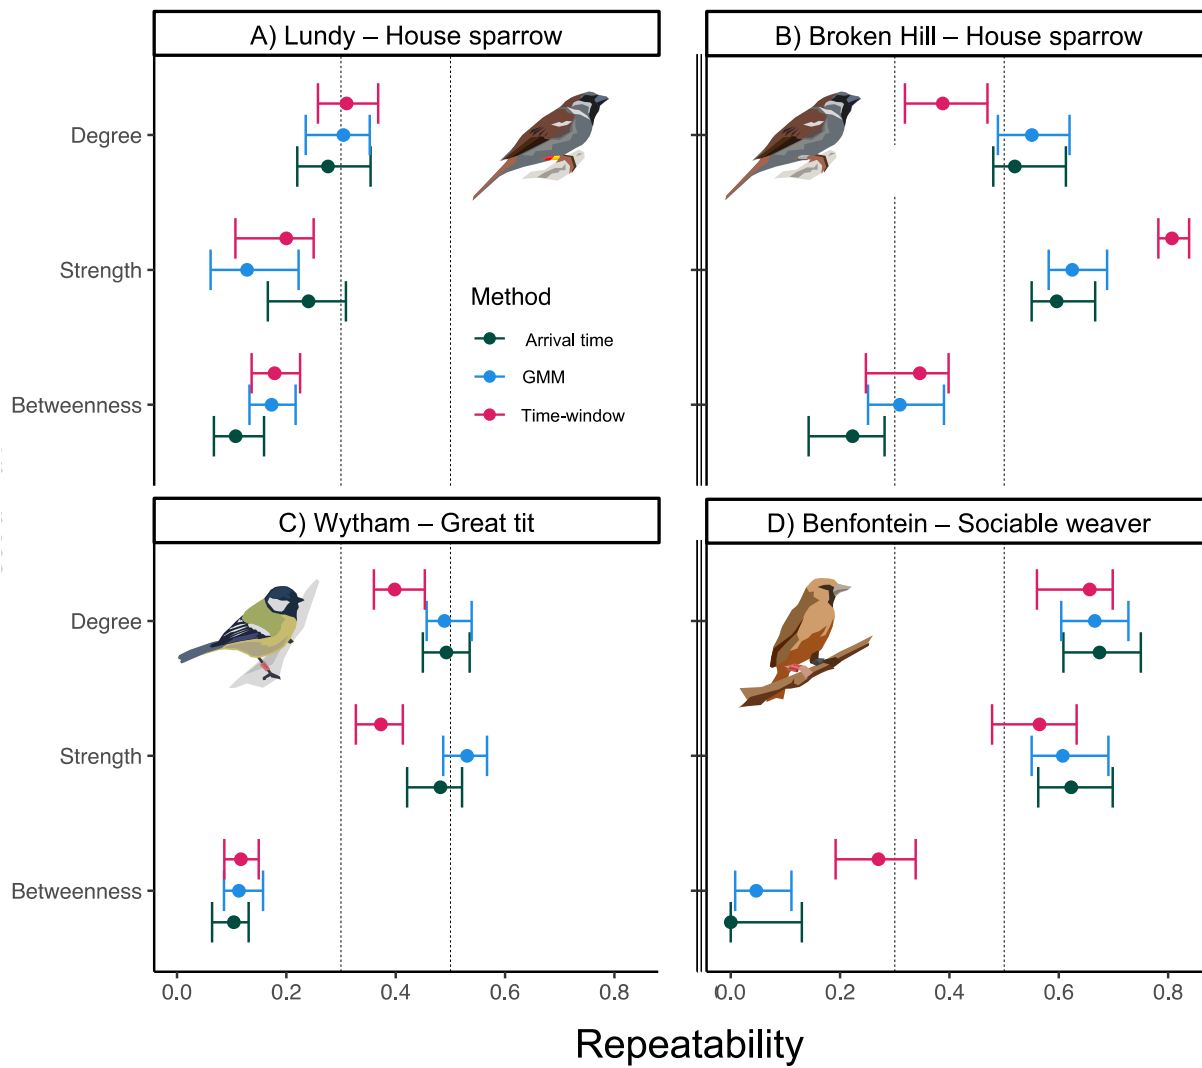 A) Lundy – House sparrow
B) Broken Hill – House sparrow
Degree
Strength
Betweenness
Method
Arrival time
GMM
Time-window
C) Wytham – Great tit
D) Benfontein – Sociable weaver
Degree
Strength
Betweenness
0.0 0.2 0.4 0.6 0.8
0.0 0.2 0.4 0.6 0.8
Repeatability